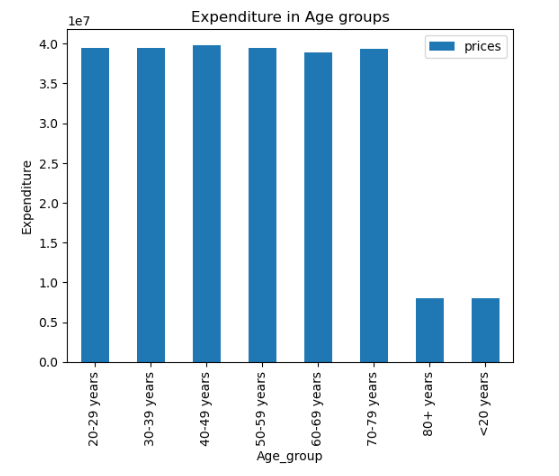 Expenditure in Age groups
1e7
prices
4.0
3.5
3.0
2.5
2.0
1.5
1.0
0.5
0.0
Expenditure
20-29 years
30-39 years
40-49 years
50-59 years
60-69 years
70-79 years
80+ years
<20 years
Age_group